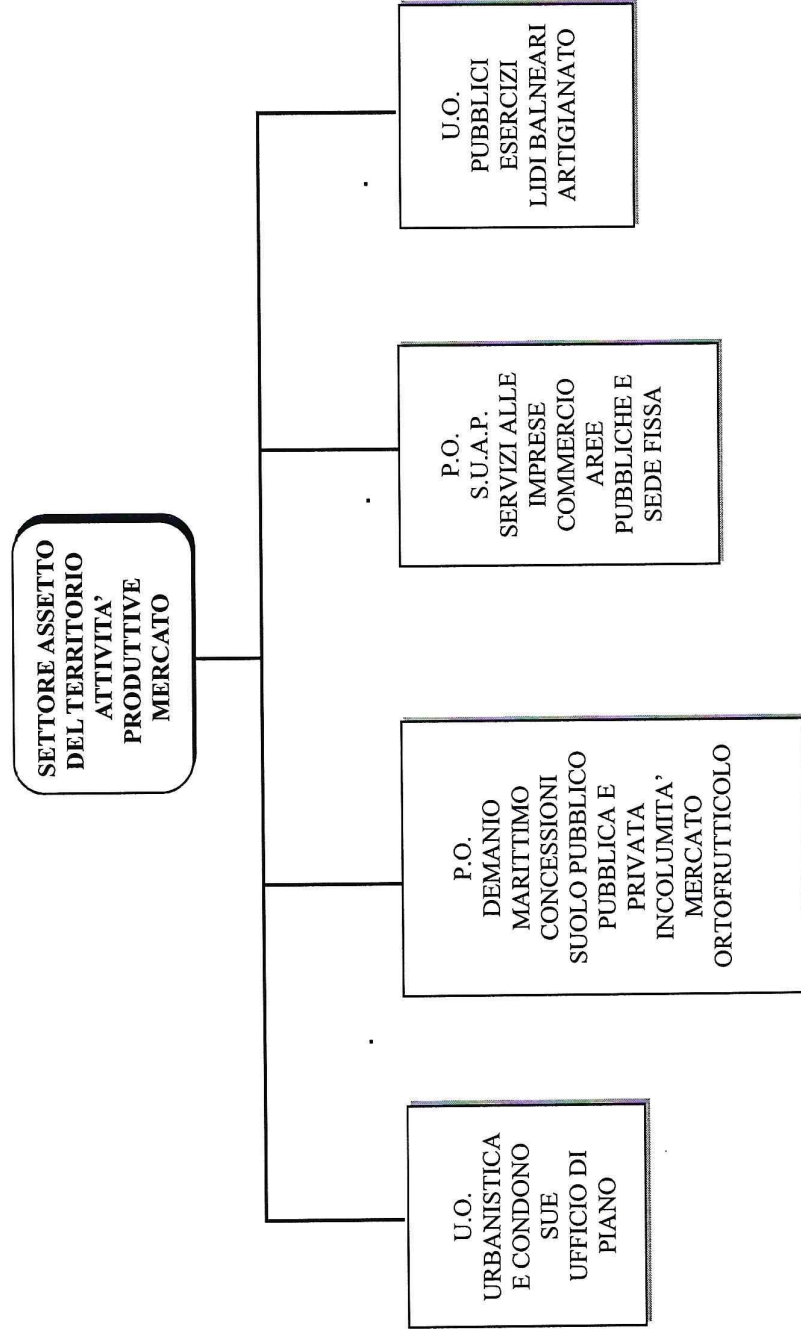 SETTORE ASSETTO
DEL TERRITORIO
ATTIVITA’
PRODUTTIVE
MERCATO
U.O.
URBANISTICA
E CONDONO
SUE
UFFICIO DI
PIANO
P.O.
DEMANIO
MARITTIMO
CONCESSIONI
SUOLO PUBBLICO
PUBBLICA E
PRIVATA
INCOLUMITA’
MERCATO
ORTOFRUTTICOLO
P.O.
S.U.A.P.
SERVIZI ALLE
IMPRESE
COMMERCIO
AREE
PUBBLICHE E
SEDE FISSA
U.O.
PUBBLICI
ESERCIZI
LIDI BALNEARI
ARTIGIANATO